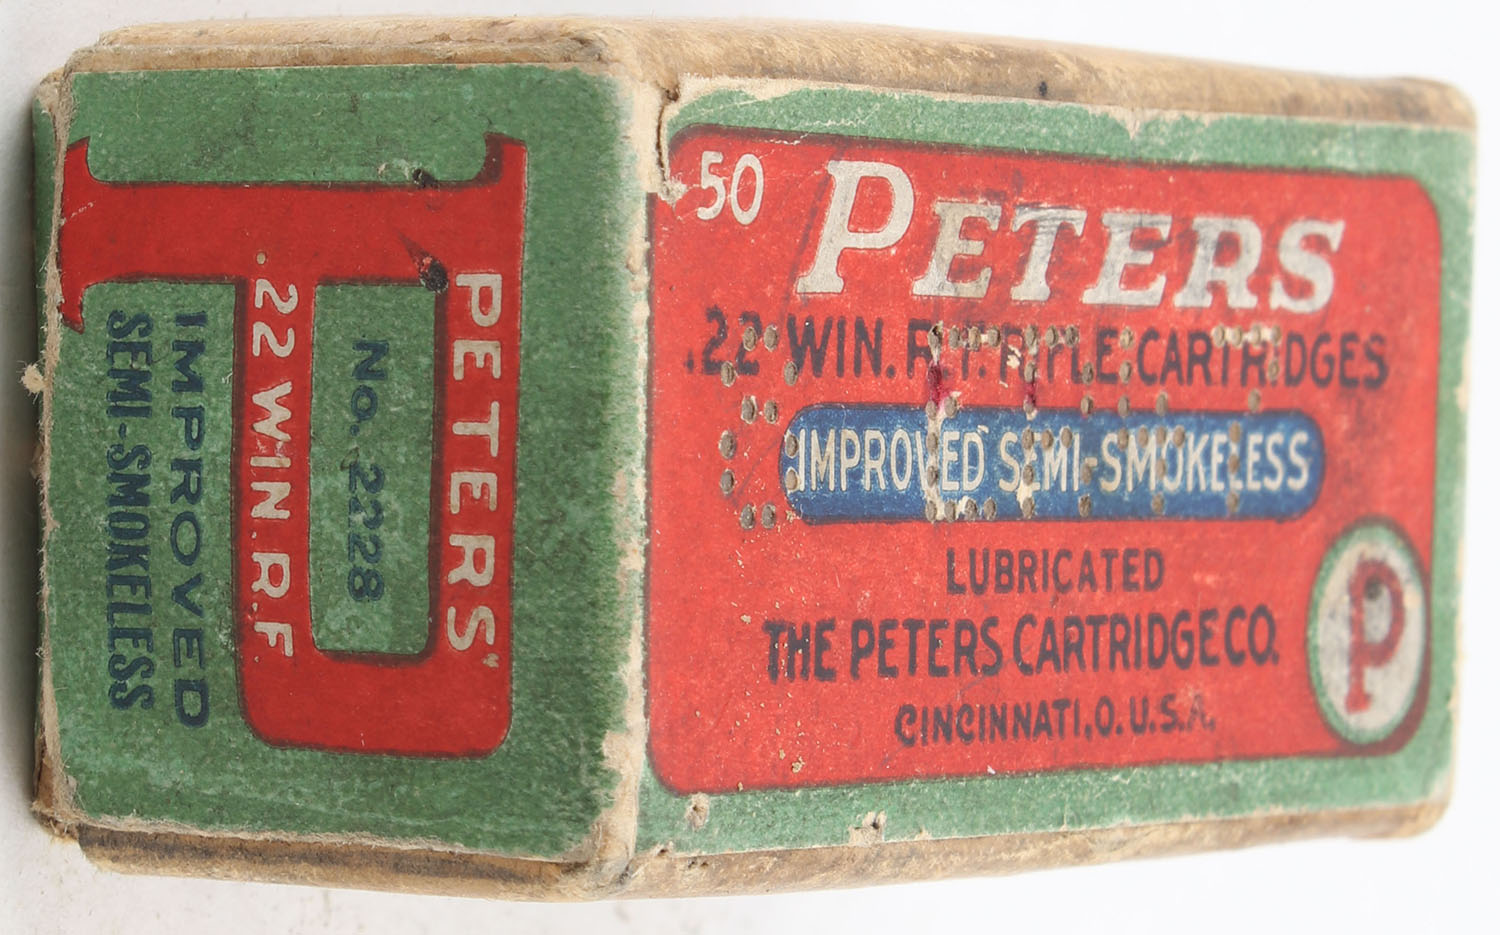 50
PETERS
.22 WIN. R.F. RIFLE CARTRIDGES
IMPROVED SEMI-SMOKELESS
LUBRICATED
THE PETERS CARTRIDGE CO.
CINCINNATI, O. U.S.A.
P
P
PETERS'
No. 2228
.22 WIN. R.F.
IMPROVED
SEMI-SMOKELESS